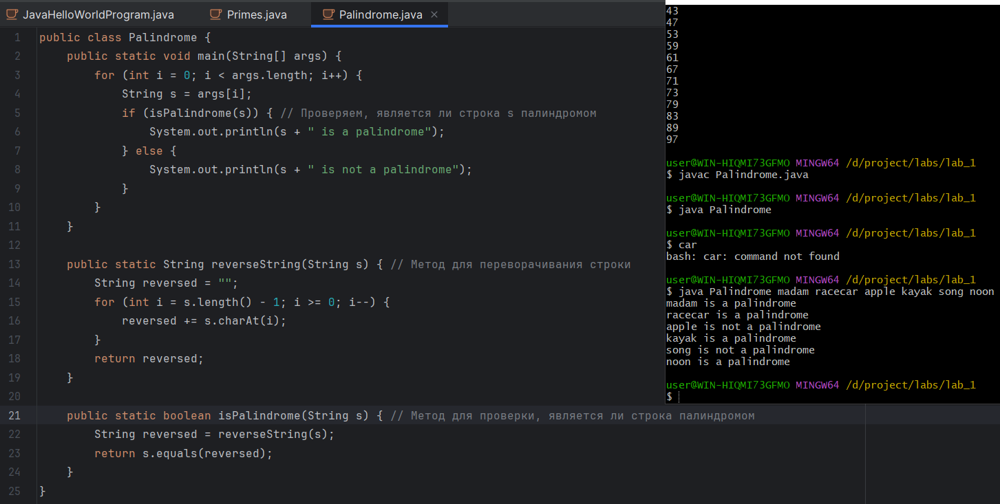 JavaHelloWorldProgram.java Primes.java Palindrome.java
1 public class Palindrome {
2 public static void main(String[] args) {
3 for (int i = 0; i < args.length; i++) {
4 String s = args[i];
5 if (isPalindrome(s)) { // Проверяем, является ли строка s палиндромом
6 System.out.println(s + " is a palindrome");
7 } else {
8 System.out.println(s + " is not a palindrome");
9 }
10 }
11 }
12
13 public static String reverseString(String s) { // Метод для переворачивания строки
14 String reversed = "";
15 for (int i = s.length() - 1; i >= 0; i--) {
16 reversed += s.charAt(i);
17 }
18 return reversed;
19 }
20
21 public static boolean isPalindrome(String s) { // Метод для проверки, является ли строка палиндромом
22 String reversed = reverseString(s);
23 return s.equals(reversed);
24 }
25 }
43
47
53
59
61
67
71
73
79
83
89
97
user@WIN-HIQMI73GFMO MINGW64 /d/project/labs/lab_1
$ javac Palindrome.java
user@WIN-HIQMI73GFMO MINGW64 /d/project/labs/lab_1
$ java Palindrome
user@WIN-HIQMI73GFMO MINGW64 /d/project/labs/lab_1
$ car
bash: car: command not found
user@WIN-HIQMI73GFMO MINGW64 /d/project/labs/lab_1
$ java Palindrome madam racecar apple kayak song noon
madam is a palindrome
racecar is a palindrome
apple is not a palindrome
kayak is a palindrome
song is not a palindrome
noon is a palindrome
user@WIN-HIQMI73GFMO MINGW64 /d/project/labs/lab_1
$